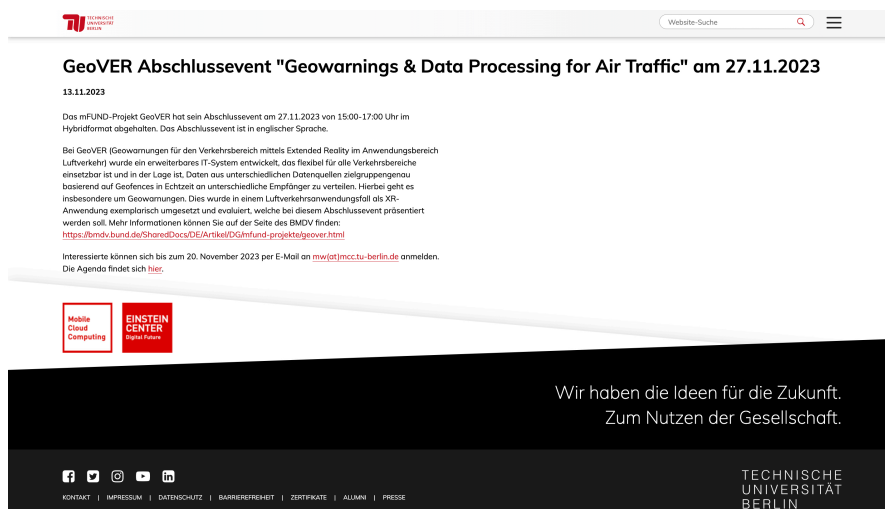 TECHNISCHE
UNIVERSITÄT
BERLIN
Website-Suche
GeoVER Abschlussevent "Geowarnings & Data Processing for Air Traffic" am 27.11.2023
13.11.2023
Das mFUND-Projekt GeoVER hat sein Abschlussevent am 27.11.2023 von 15:00-17:00 Uhr im
Hybridformat abgehalten. Das Abschlussevent ist in englischer Sprache.
Bei GeoVER (Geowarnungen für den Verkehrsbereich mittels Extended Reality im Anwendungsbereich
Luftverkehr) wurde ein erweiterbares IT-System entwickelt, das flexibel für alle Verkehrsbereiche
einsetzbar ist und in der Lage ist, Daten aus unterschiedlichen Datenquellen zielgruppengenau
basierend auf Geofences in Echtzeit an unterschiedliche Empfänger zu verteilen. Hierbei geht es
insbesondere um Geowarnungen. Dies wurde in einem Luftverkehrsanwendungsfall als XR-
Anwendung exemplarisch umgesetzt und evaluiert, welche bei diesem Abschlussevent präsentiert
werden soll. Mehr Informationen können Sie auf der Seite des BMDV finden:
https://bmdv.bund.de/SharedDocs/DE/Artikel/DG/mfund-projekte/geover.html
Interessierte können sich bis zum 20. November 2023 per E-Mail an mw(at)mcc.tu-berlin.de anmelden.
Die Agenda findet sich hier.
Mobile
Cloud
Computing
EINSTEIN
CENTER
Digital Future
Wir haben die Ideen für die Zukunft.
Zum Nutzen der Gesellschaft.
KONTAKT | IMPRESSUM | DATENSCHUTZ | BARRIEREFREIHEIT | ZERTIFIKATE | ALUMNI | PRESSE
TECHNISCHE
UNIVERSITÄT
BERLIN